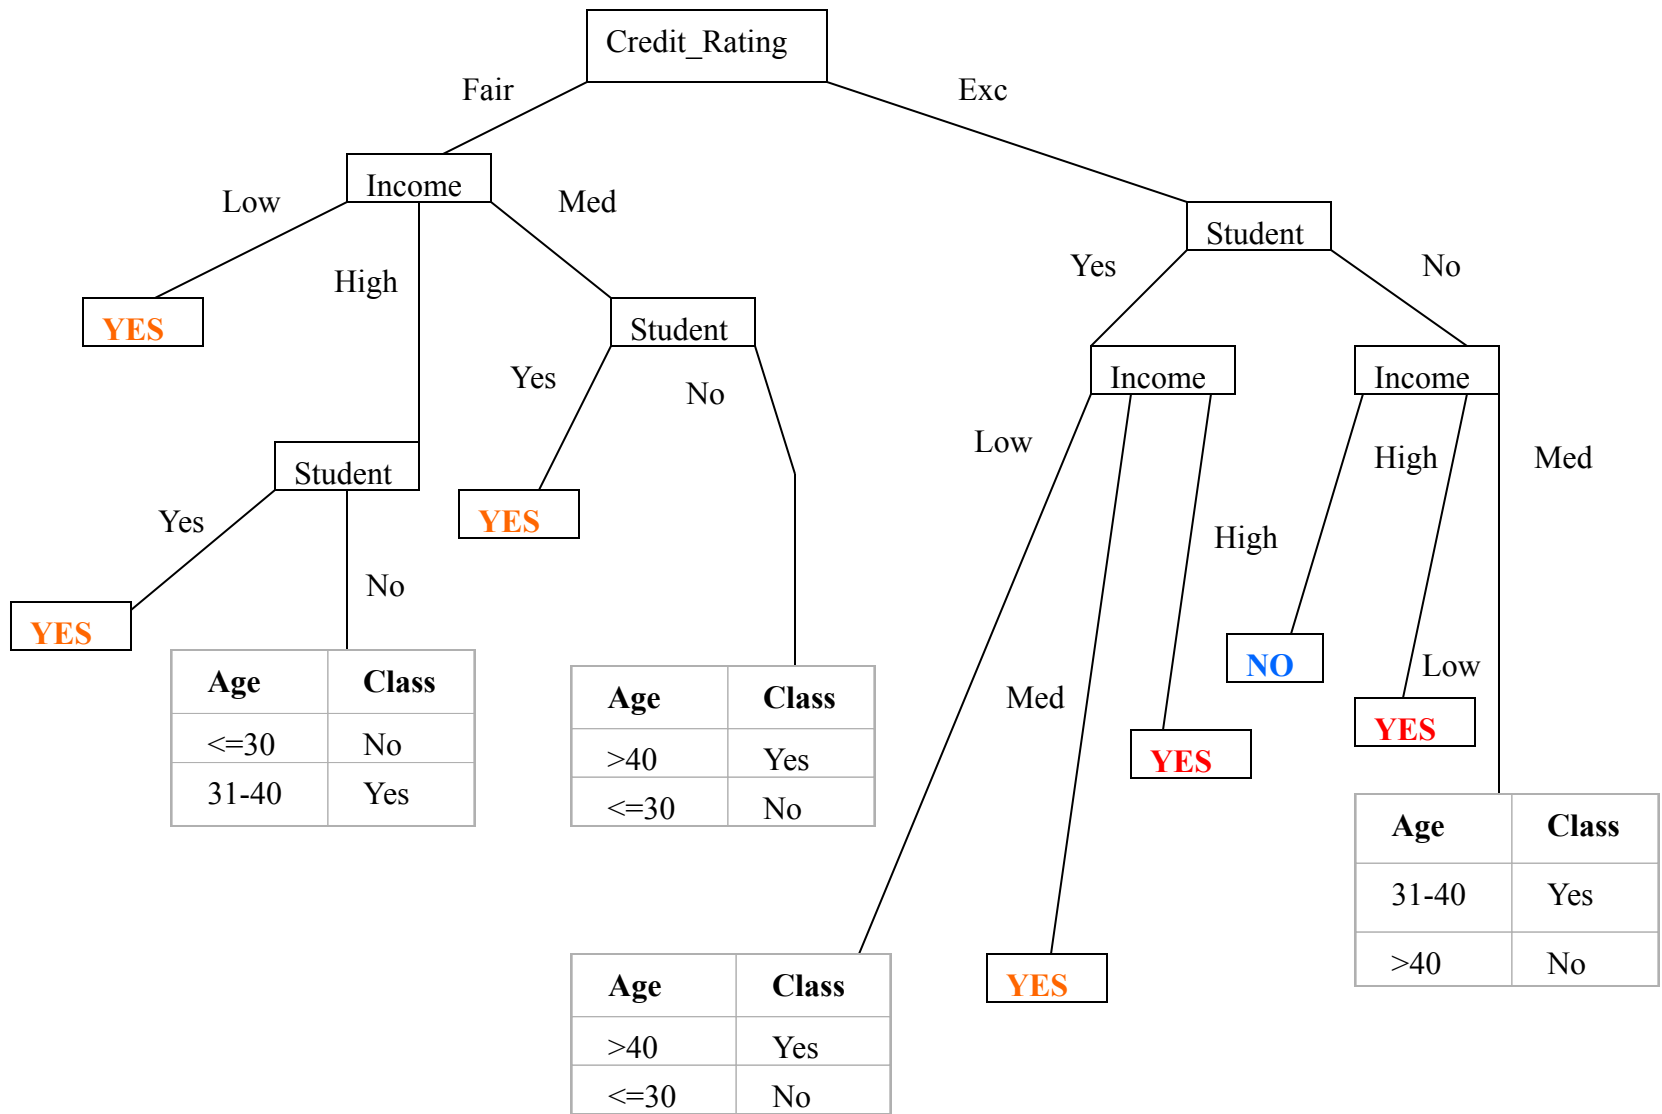 Credit_Rating
Fair
Exc
Income
Low
Med
Student
Yes
No
High
YES
Student
Income
Income
Yes
No
Low
High
Med
Student
YES
Yes
High
No
YES
NO
Low
Age Class
<=30 No
31-40 Yes
Age Class
>40 Yes
<=30 No
Med
YES
YES
Age Class
31-40 Yes
>40 No
Age Class
>40 Yes
<=30 No
YES